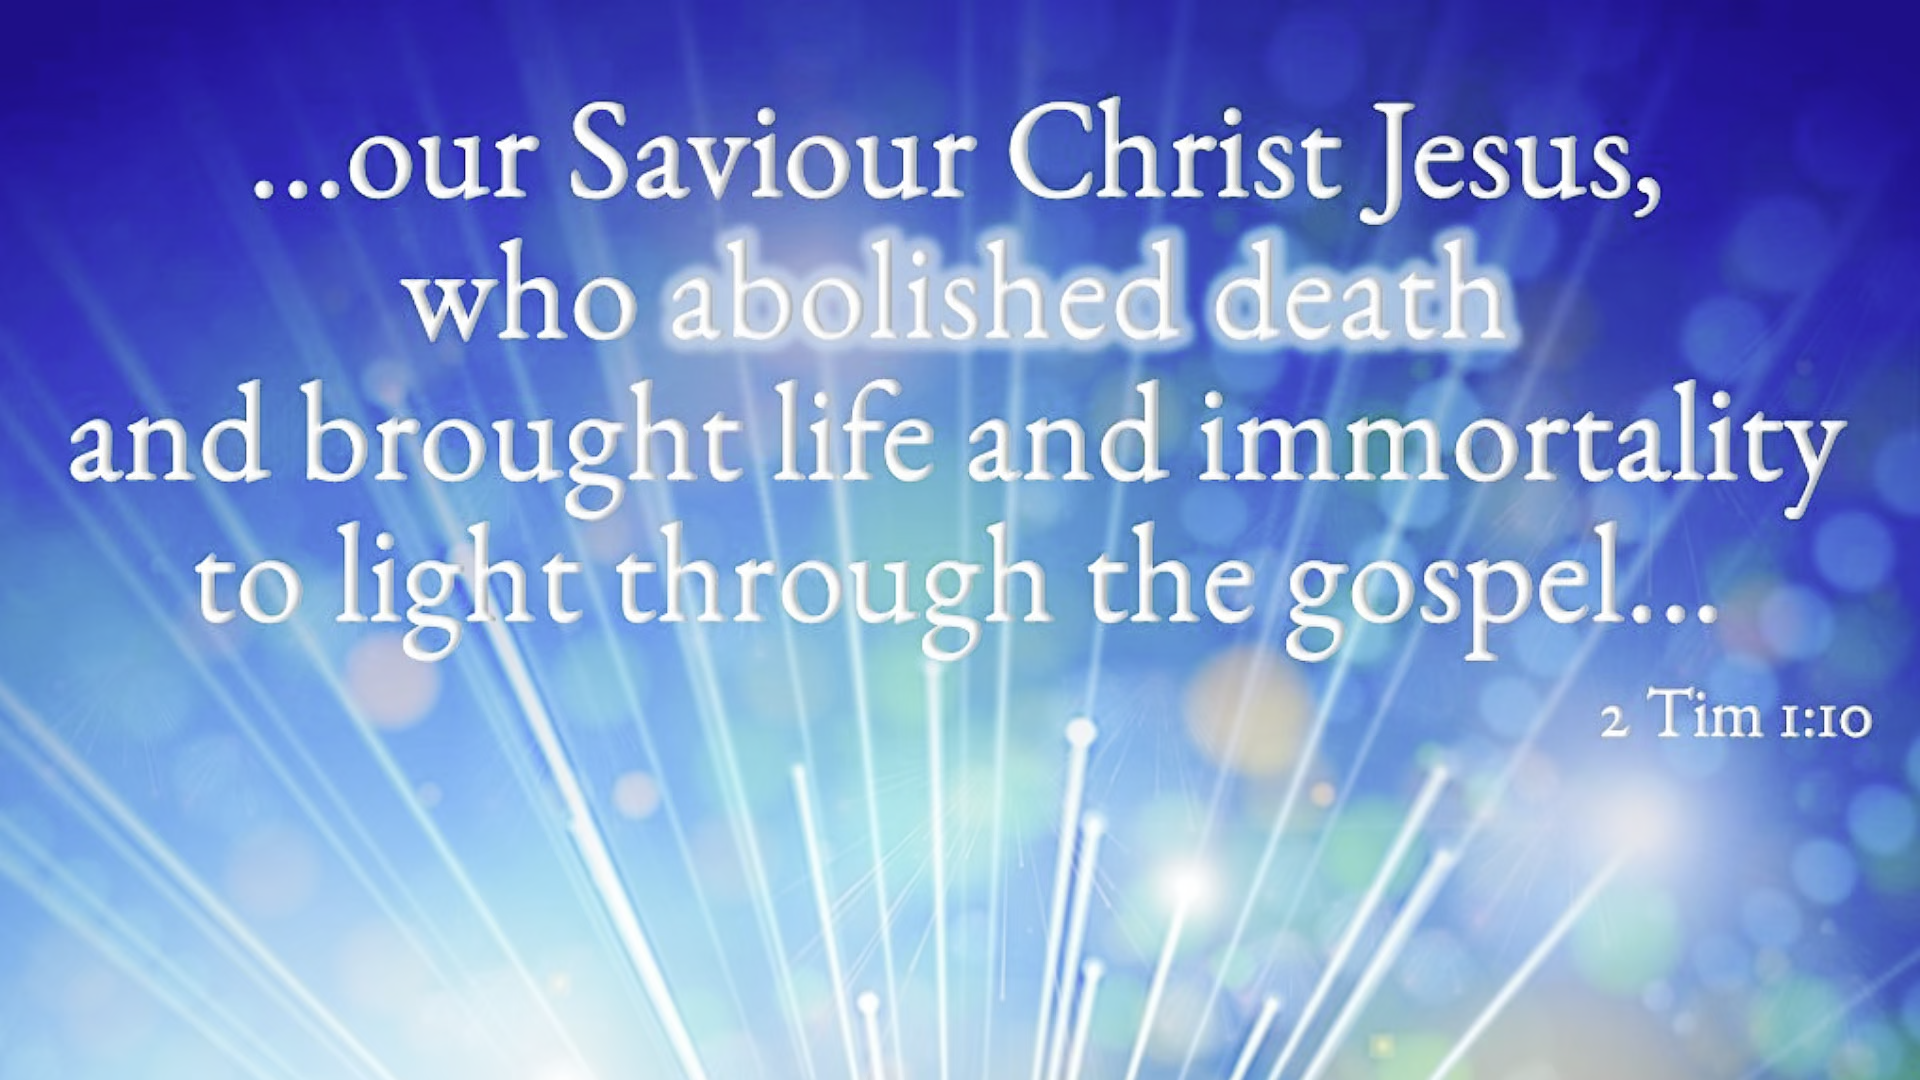 ...our Saviour Christ Jesus,
who abolished death
and brought life and immortality
to light through the gospel...
2 Tim 1:10